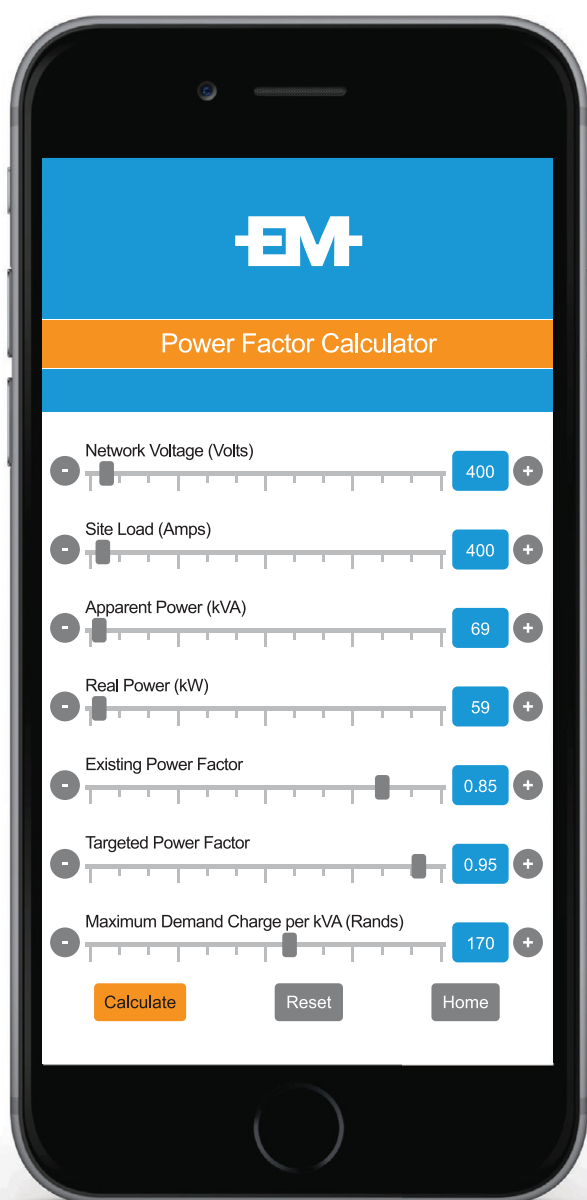 EM
Power Factor Calculator
Network Voltage (Volts)
- 400 +
Site Load (Amps)
- 400 +
Apparent Power (kVA)
- 69 +
Real Power (kW)
- 59 +
Existing Power Factor
- 0.85 +
Targeted Power Factor
- 0.95 +
Maximum Demand Charge per kVA (Rands)
- 170 +
Calculate Reset Home